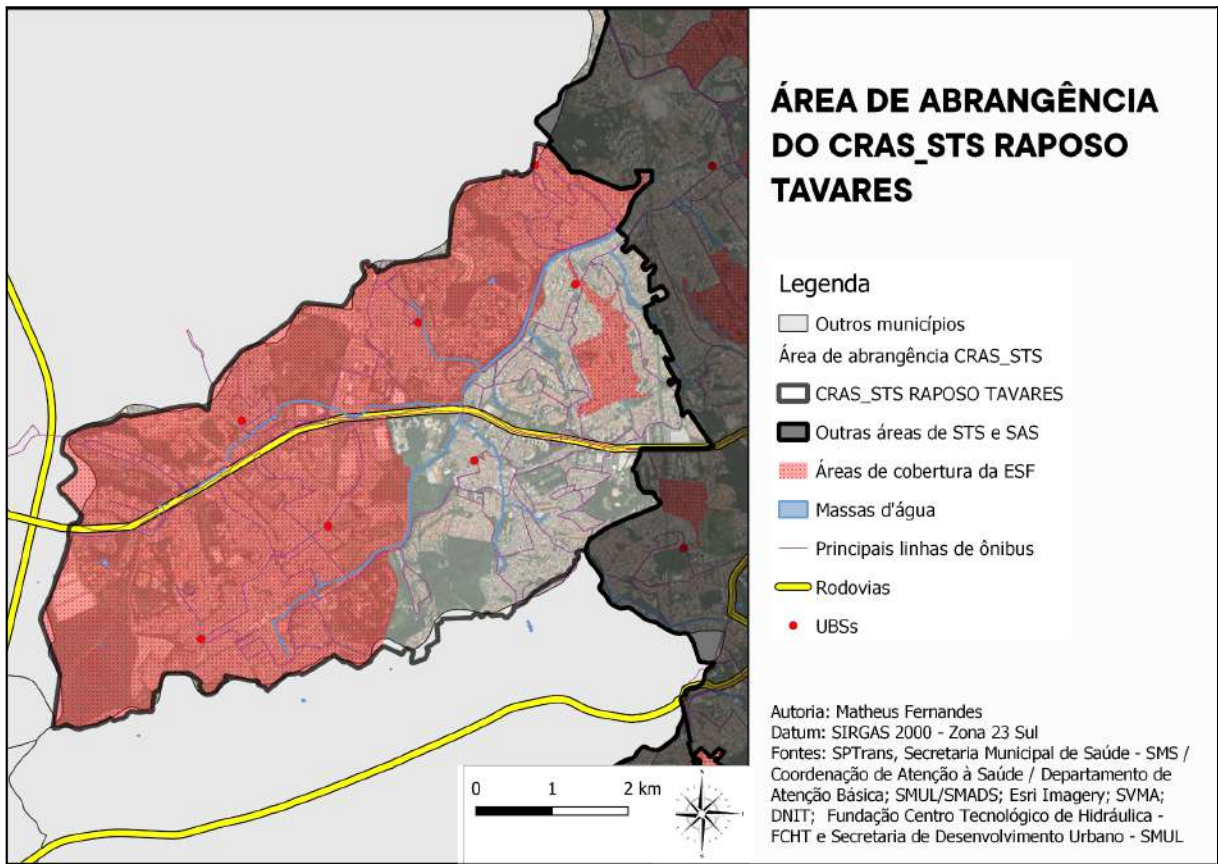 ÁREA DE ABRANGÊNCIA
DO CRAS_STS RAPOSO
TAVARES
Legenda
Outros municípios
Área de abrangência CRAS_STS
CRAS_STS RAPOSO TAVARES
Outras áreas de STS e SAS
Áreas de cobertura da ESF
Massas d'água
Principais linhas de ônibus
Rodovias
UBSs
Autoria: Matheus Fernandes
Datum: SIRGAS 2000 - Zona 23 Sul
Fontes: SPTrans, Secretaria Municipal de Saúde - SMS /
Coordenação de Atenção à Saúde / Departamento de
Atenção Básica; SMUL/SMADS; Esri Imagery; SVMA;
DNIT; Fundação Centro Tecnológico de Hidráulica -
FCHT e Secretaria de Desenvolvimento Urbano - SMUL
0 1 2 km